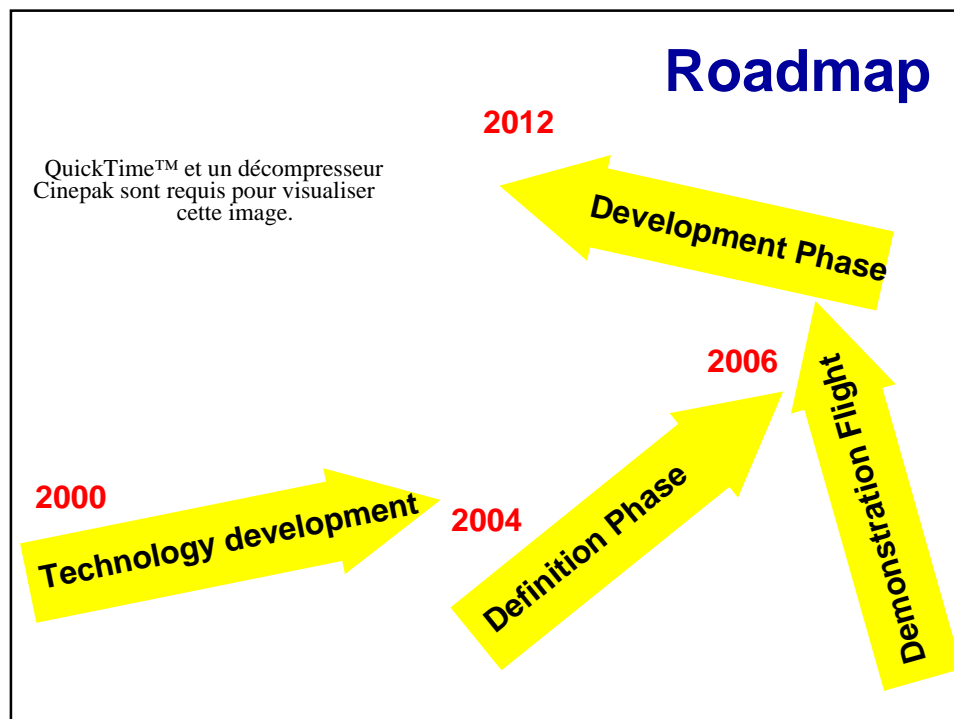 Roadmap
2012
QuickTime™ et un décompresseur
Cinepak sont requis pour visualiser
cette image.
Development Phase
2006
Demonstration Flight
2000
Technology development
2004
Definition Phase